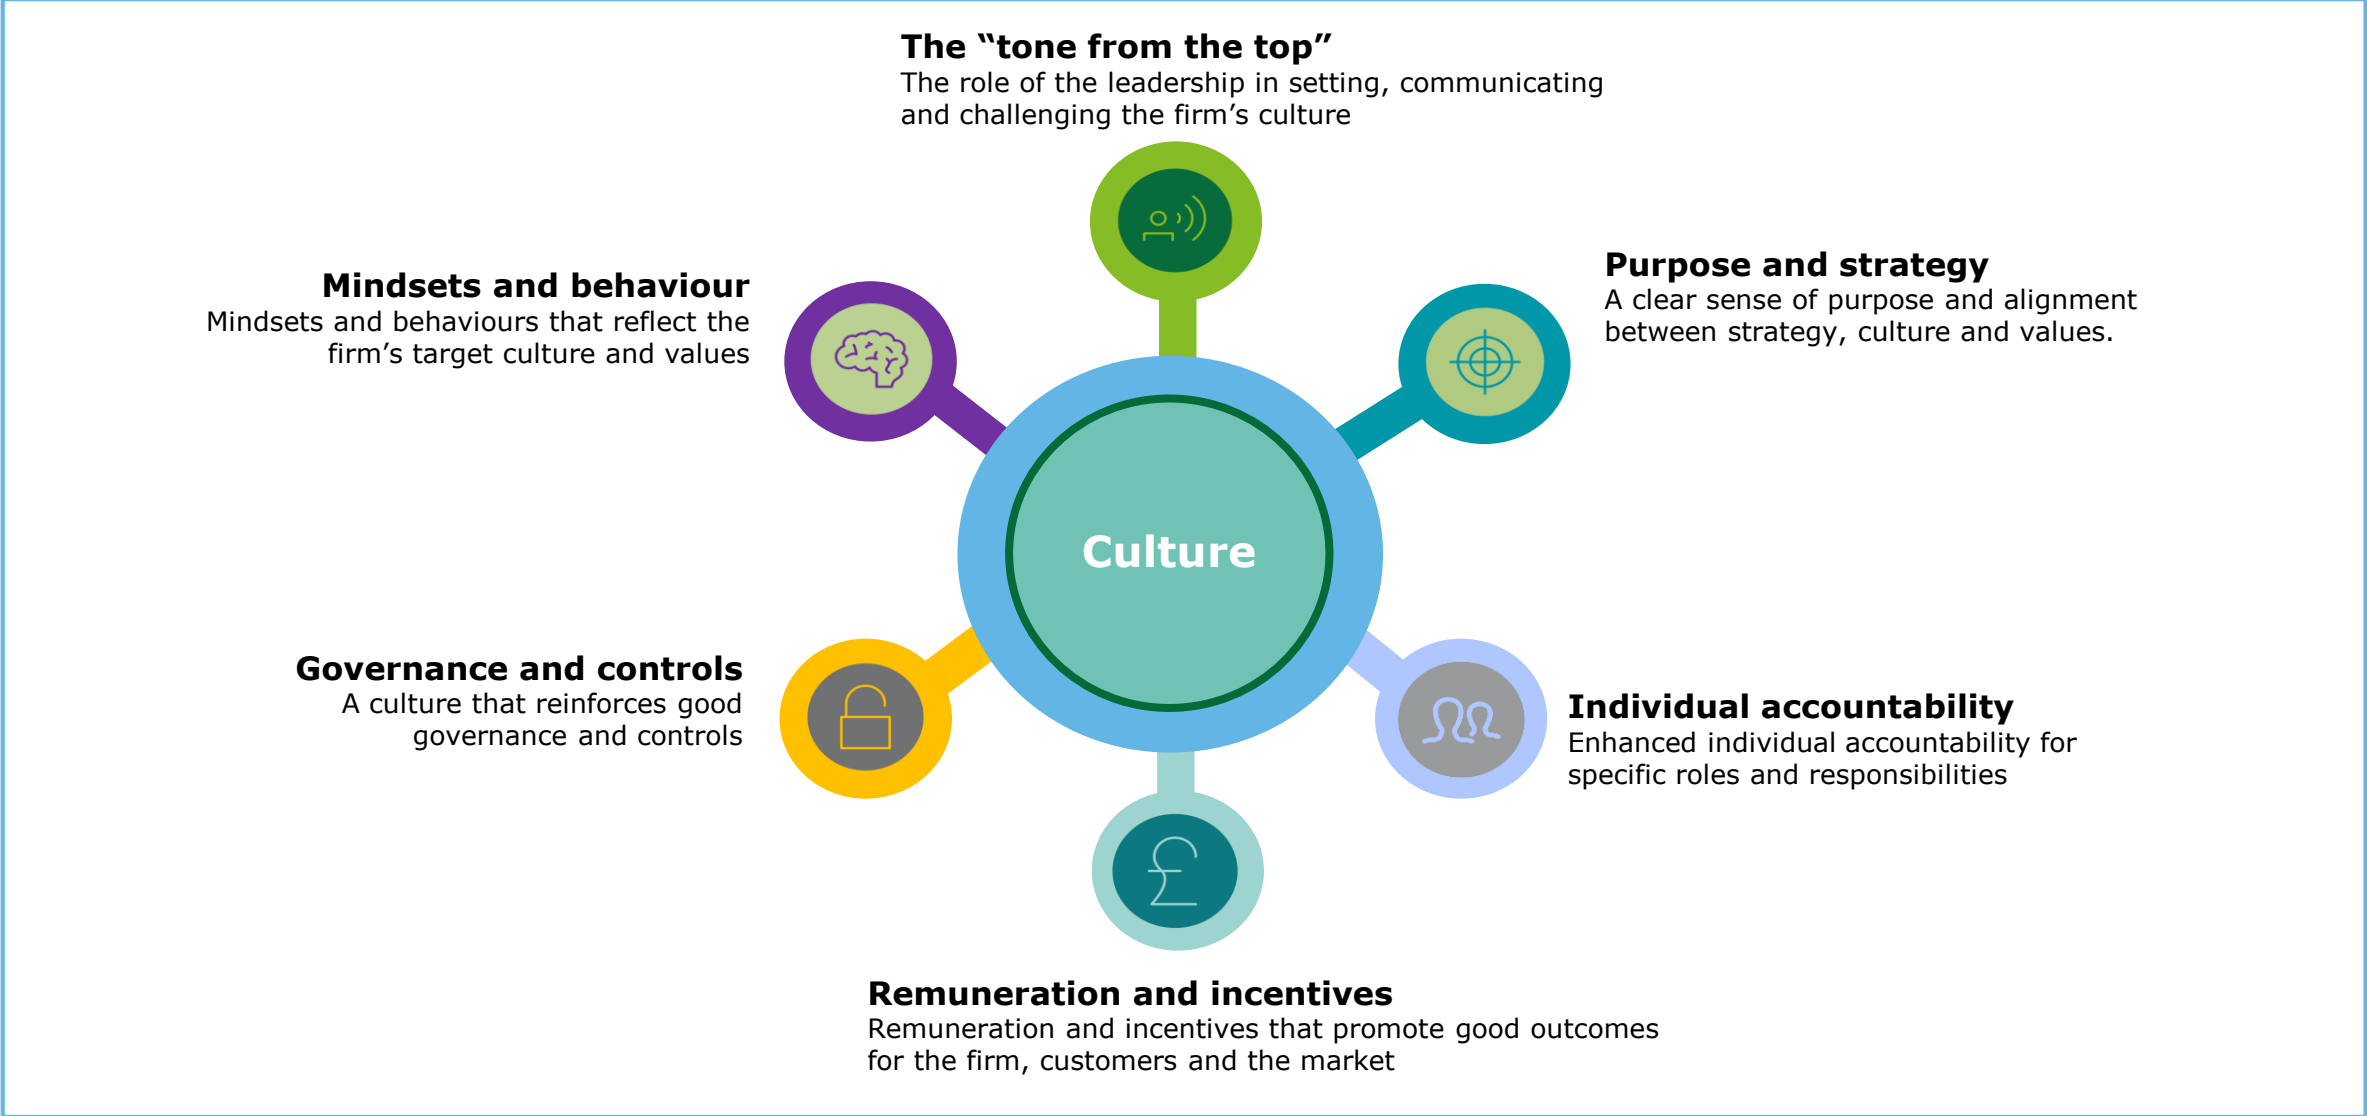 The “tone from the top”
The role of the leadership in setting, communicating
and challenging the firm’s culture
Mindsets and behaviour
Mindsets and behaviours that reflect the
firm’s target culture and values
Purpose and strategy
A clear sense of purpose and alignment
between strategy, culture and values.
Culture
Governance and controls
A culture that reinforces good
governance and controls
Individual accountability
Enhanced individual accountability for
specific roles and responsibilities
£
Remuneration and incentives
Remuneration and incentives that promote good outcomes
for the firm, customers and the market